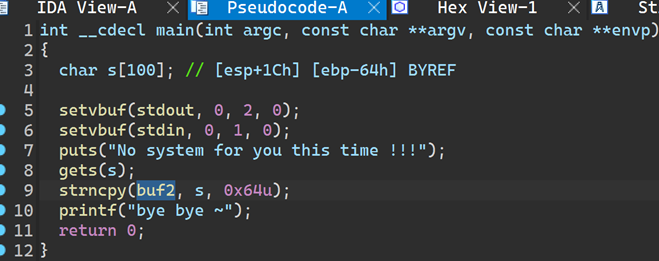 IDA View-A Pseudocode-A Hex View-1 A St
1 int __cdecl main(int argc, const char **argv, const char **envp)
2 {
3 char s[100]; // [esp+1Ch] [ebp-64h] BYREF
4
5 setvbuf(stdout, 0, 2, 0);
6 setvbuf(stdin, 0, 1, 0);
7 puts("No system for you this time !!!");
8 gets(s);
9 strncpy(buf2, s, 0x64u);
10 printf("bye bye ~");
11 return 0;
12 }